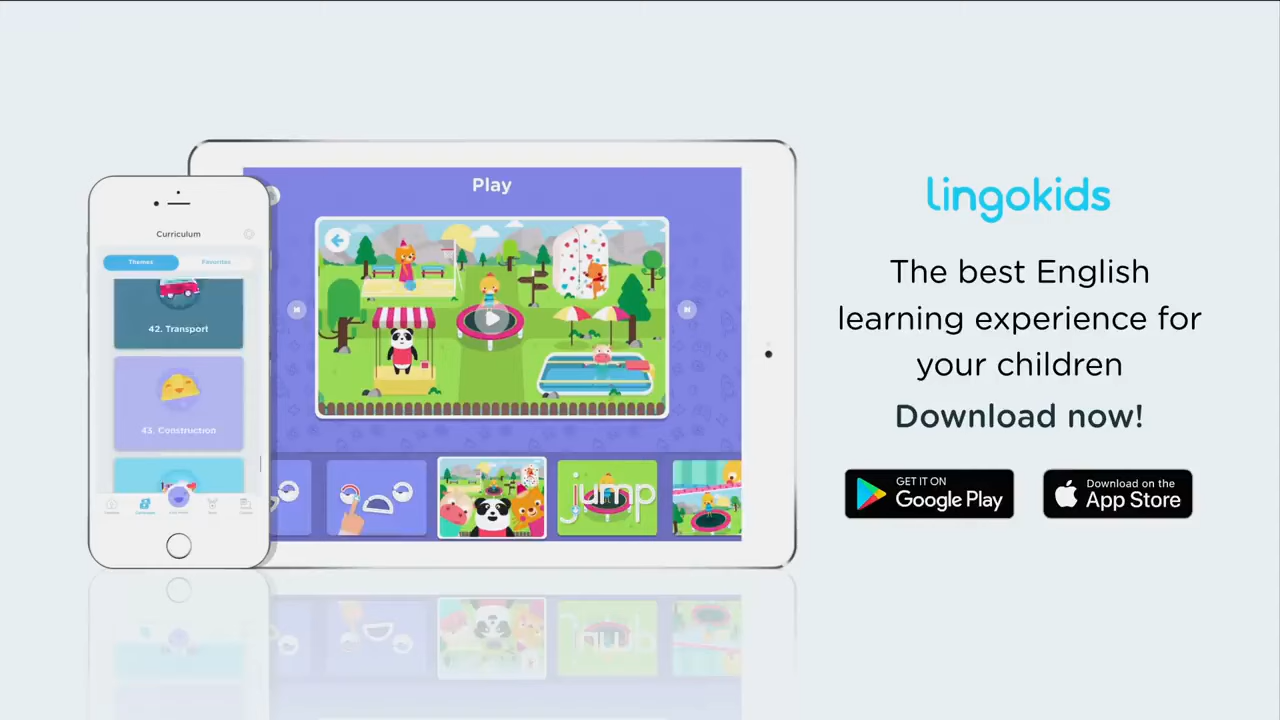 Curriculum
Themes
Favourites
42. Transport
43. Construction
Play
jump
lingokids
The best English
learning experience for
your children
Download now!
GET IT ON
Google Play
Download on the
App Store